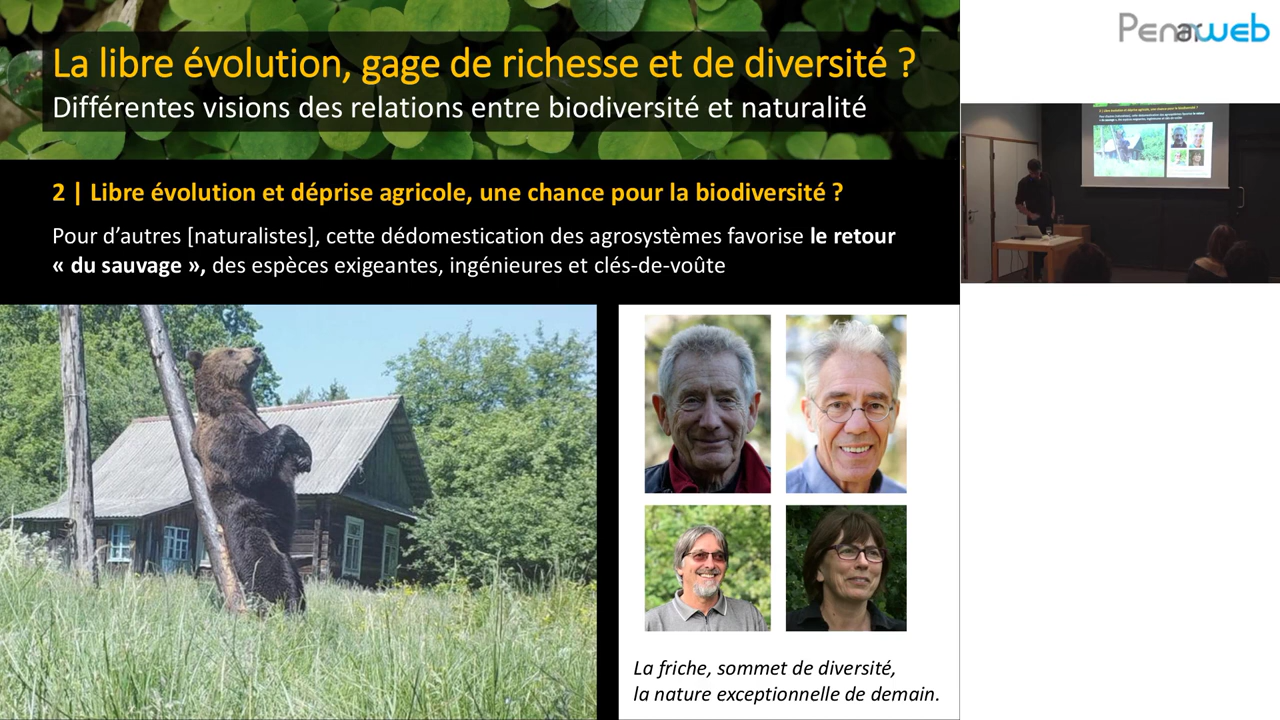 La libre évolution, gage de richesse et de diversité ?
Différentes visions des relations entre biodiversité et naturalité
2 | Libre évolution et déprise agricole, une chance pour la biodiversité ?
Pour d’autres [naturalistes], cette dédomestication des agrosystèmes favorise le retour
« du sauvage », des espèces exigeantes, ingénieures et clés-de-voûte
La friche, sommet de diversité,
la nature exceptionnelle de demain.
Penarweb